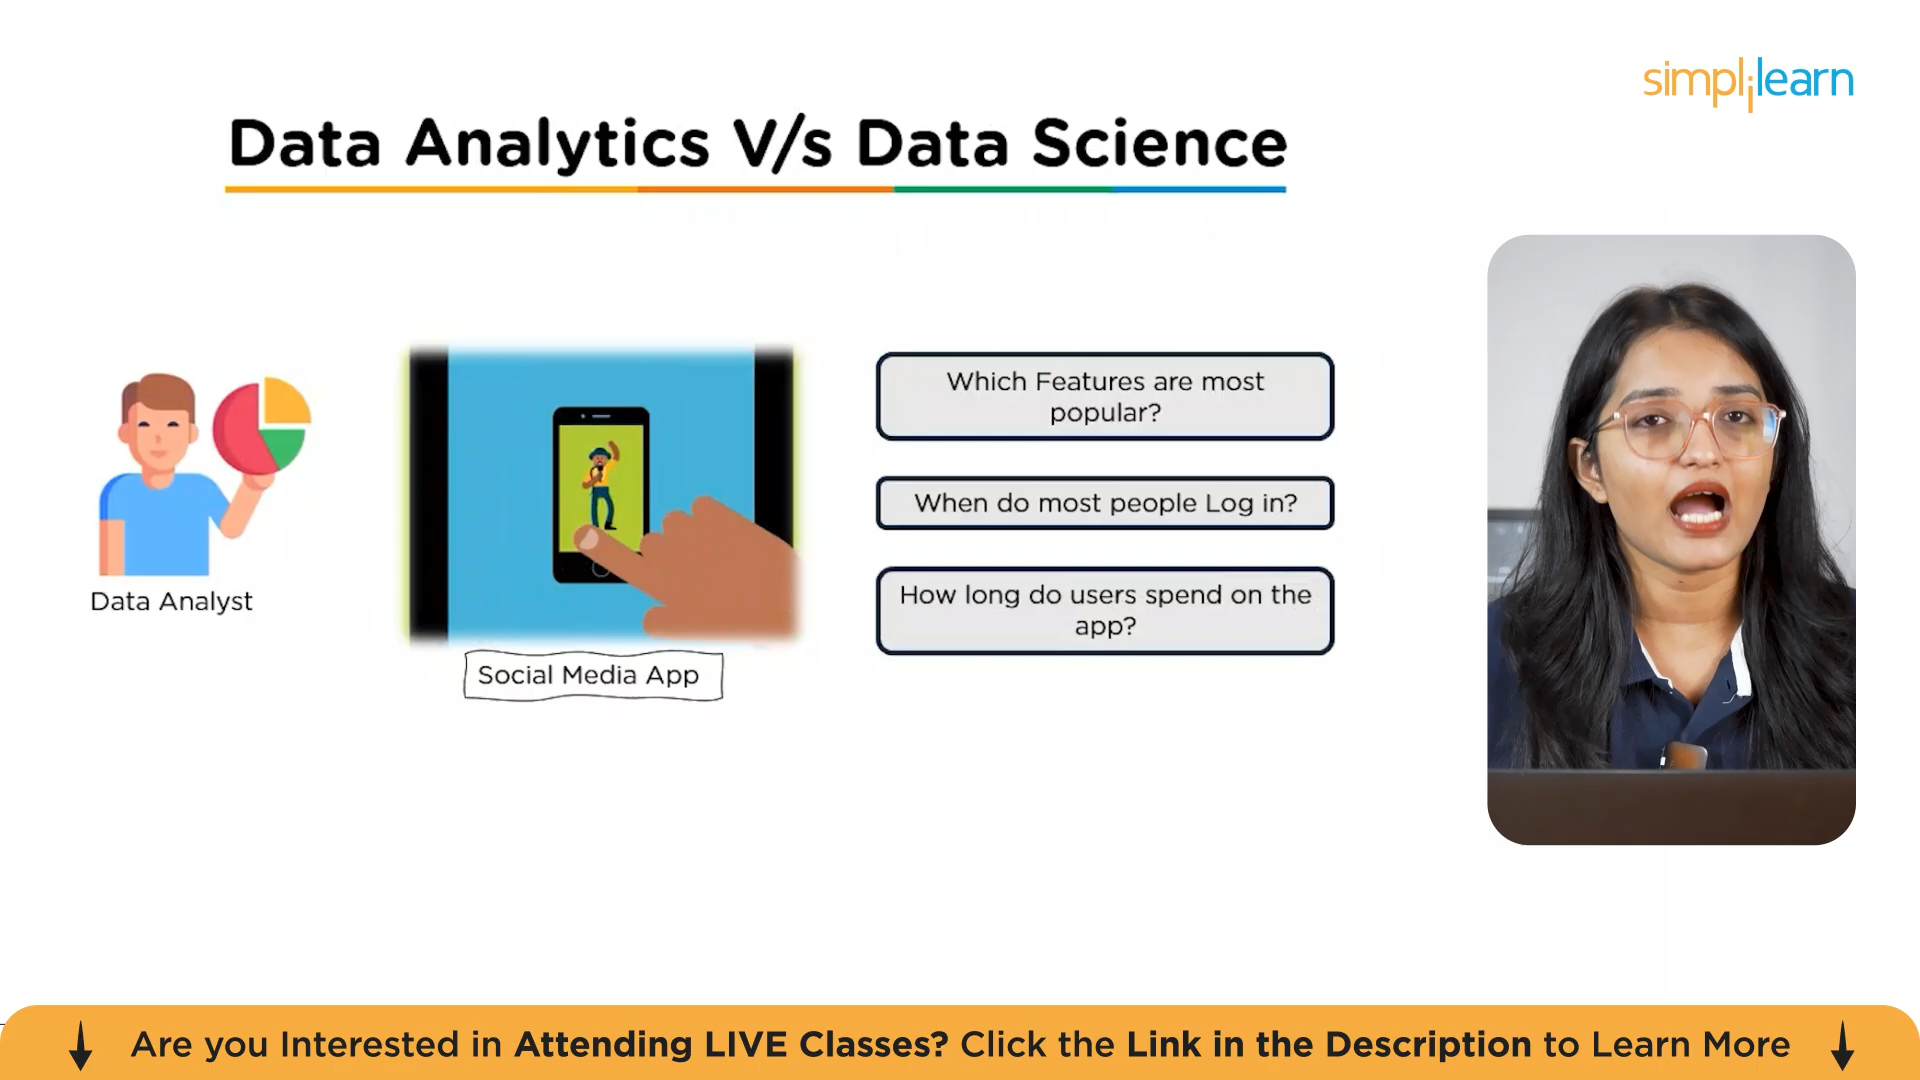 simplilearn
Data Analytics V/s Data Science
Which Features are most
popular?
When do most people Log in?
How long do users spend on the
app?
Data Analyst
Social Media App
Are you Interested in Attending LIVE Classes? Click the Link in the Description to Learn More